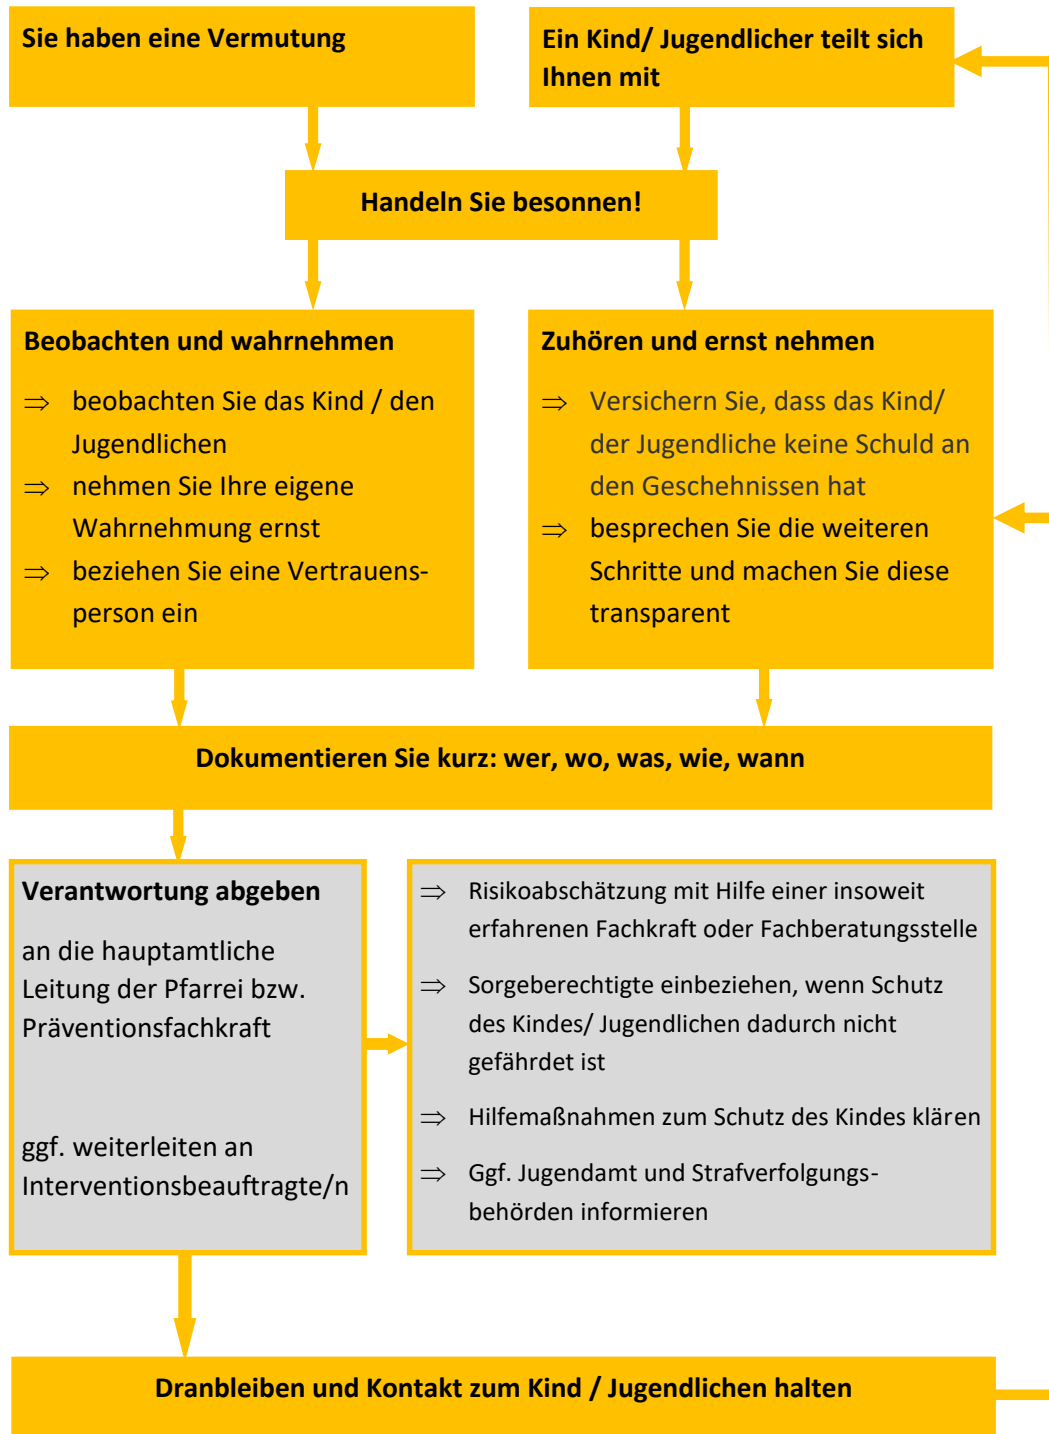 Sie haben eine Vermutung
Ein Kind/ Jugendlicher teilt sich
Ihnen mit
Handeln Sie besonnen!
Beobachten und wahrnehmen
⇒ beobachten Sie das Kind / den
Jugendlichen
⇒ nehmen Sie Ihre eigene
Wahrnehmung ernst
⇒ beziehen Sie eine Vertrauens-
person ein
Zuhören und ernst nehmen
⇒ Versichern Sie, dass das Kind/
der Jugendliche keine Schuld an
den Geschehnissen hat
⇒ besprechen Sie die weiteren
Schritte und machen Sie diese
transparent
Dokumentieren Sie kurz: wer, wo, was, wie, wann
Verantwortung abgeben
an die hauptamtliche
Leitung der Pfarrei bzw.
Präventionsfachkraft
ggf. weiterleiten an
Interventionsbeauftragte/n
⇒ Risikoabschätzung mit Hilfe einer insoweit
erfahrenen Fachkraft oder Fachberatungsstelle
⇒ Sorgeberechtigte einbeziehen, wenn Schutz
des Kindes/ Jugendlichen dadurch nicht
gefährdet ist
⇒ Hilfemaßnahmen zum Schutz des Kindes klären
⇒ Ggf. Jugendamt und Strafverfolgungs-
behörden informieren
Dranbleiben und Kontakt zum Kind / Jugendlichen halten